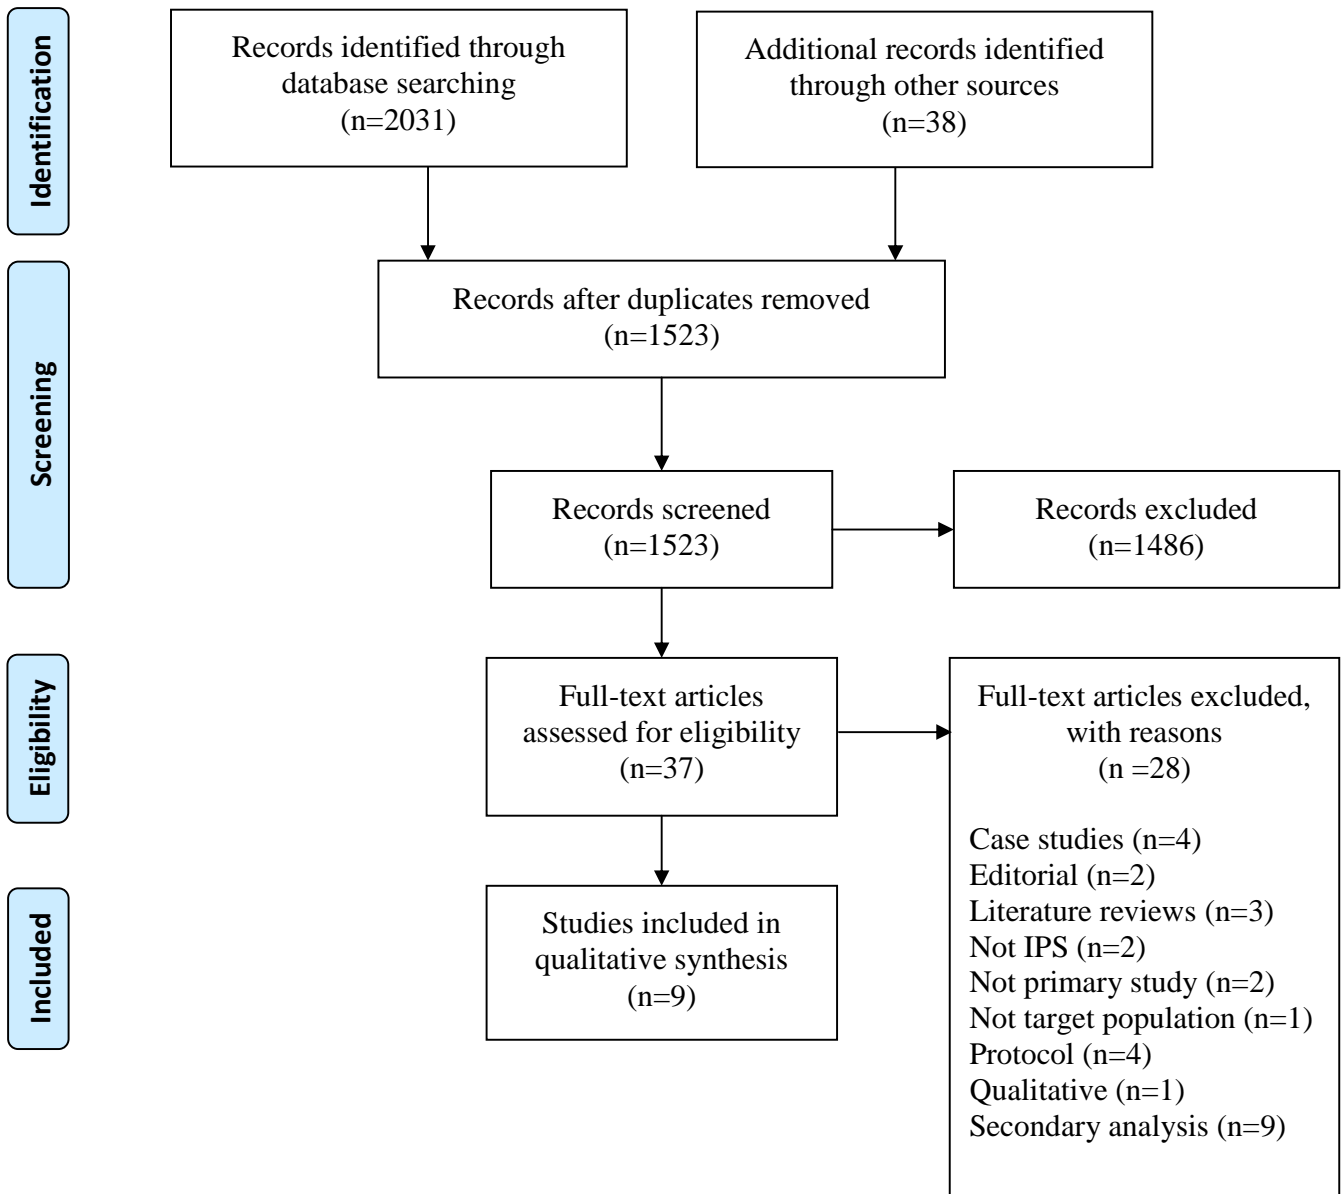 Identification
Records identified through
database searching
(n=2031)
Additional records identified
through other sources
(n=38)
Screening
Records after duplicates removed
(n=1523)
Records screened
(n=1523)
Records excluded
(n=1486)
Eligibility
Full-text articles
assessed for eligibility
(n=37)
Full-text articles excluded,
with reasons
(n =28)
Case studies (n=4)
Editorial (n=2)
Literature reviews (n=3)
Not IPS (n=2)
Not primary study (n=2)
Not target population (n=1)
Protocol (n=4)
Qualitative (n=1)
Secondary analysis (n=9)
Included
Studies included in
qualitative synthesis
(n=9)